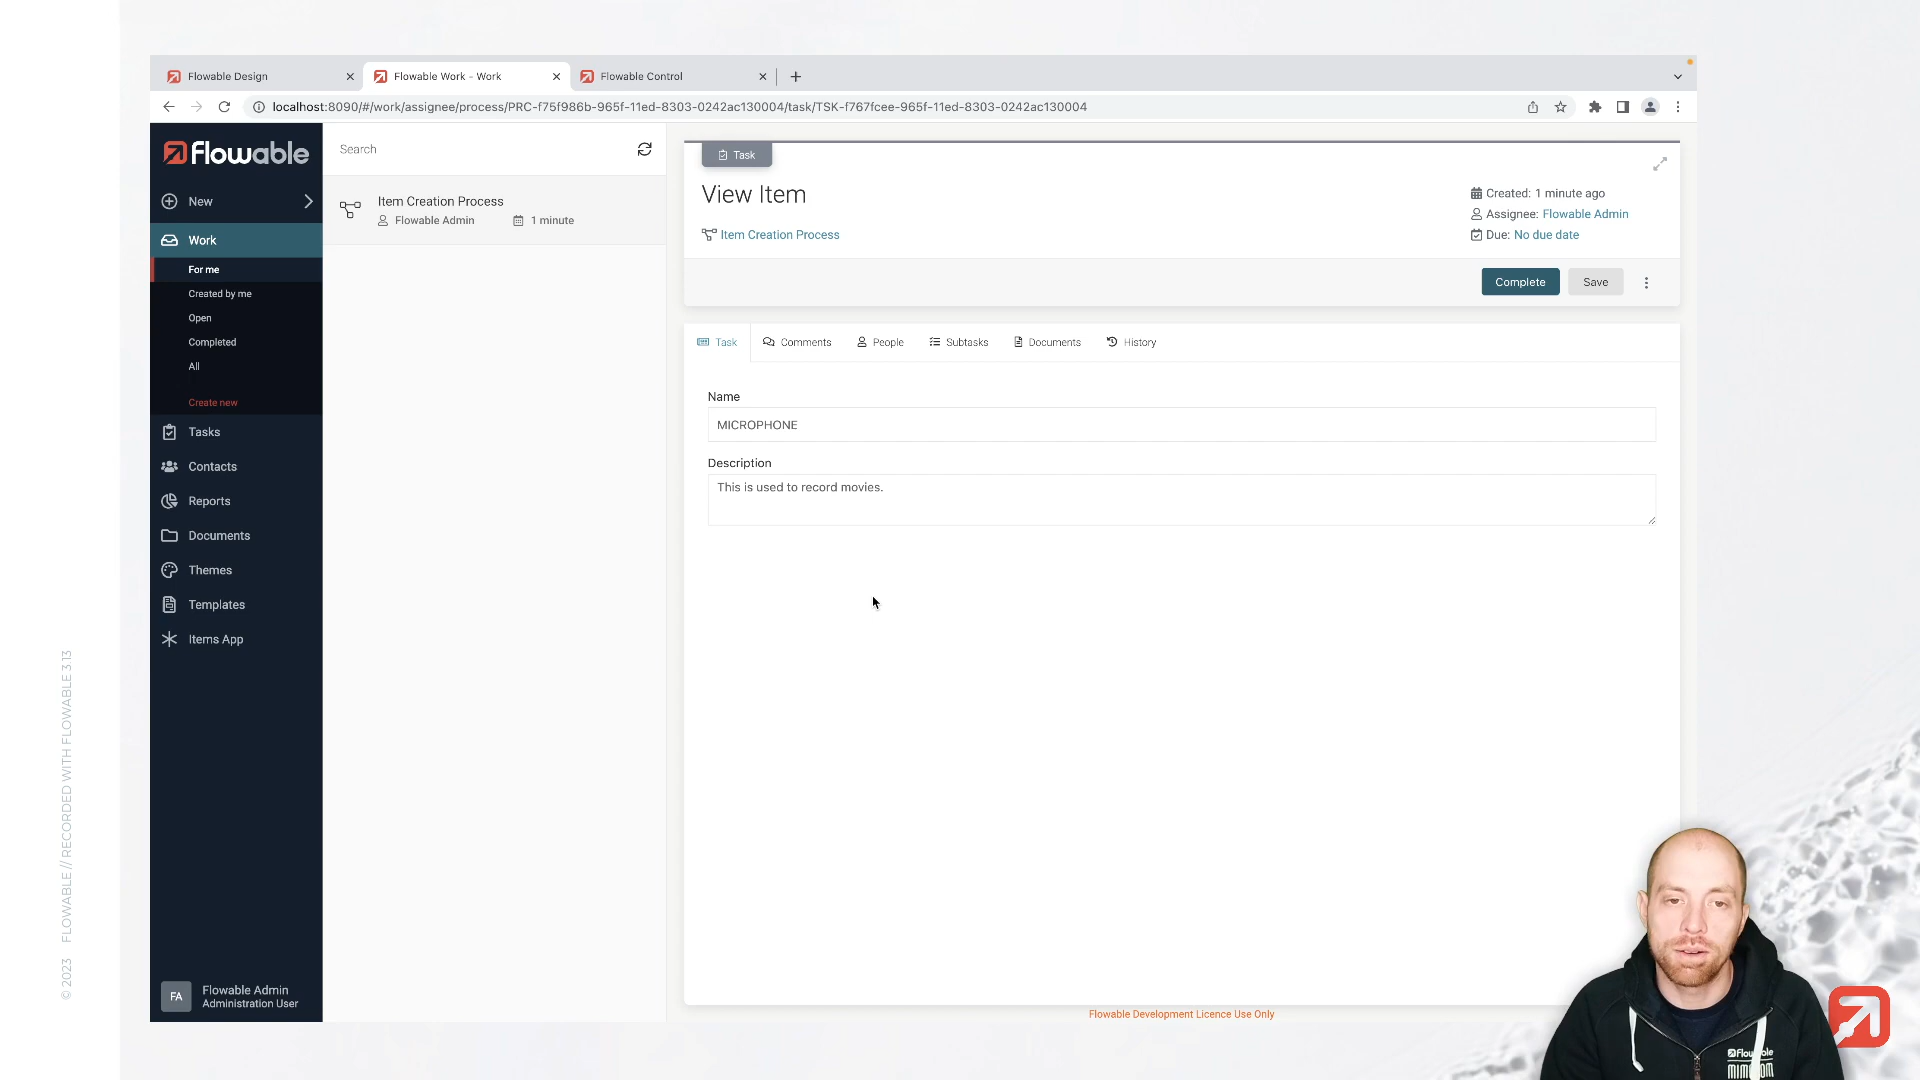 Flowable Design
Flowable Work - Work
Flowable Control
localhost:8090/#/work/assignee/process/PRC-f75f986b-965f-11ed-8303-0242ac130004/task/TSK-f767fcee-965f-11ed-8303-0242ac130004
Flowable
New
Work
For me
Created by me
Open
Completed
All
Create new
Tasks
Contacts
Reports
Documents
Themes
Templates
Items App
FA
Flowable Admin
Administration User
Search
Item Creation Process
Flowable Admin
1 minute
Task
View Item
Item Creation Process
Created: 1 minute ago
Assignee: Flowable Admin
Due: No due date
Complete
Save
Task
Comments
People
Subtasks
Documents
History
Name
MICROPHONE
Description
This is used to record movies.
Flowable Development Licence Use Only
© 2023 FLOWABLE // RECORDED WITH FLOWABLE 3.13